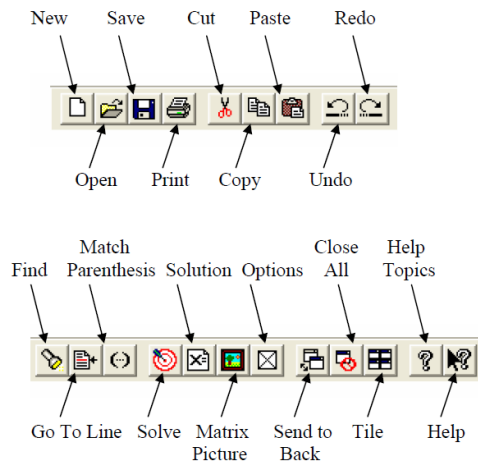 New Save Cut Paste Redo
Open Print Copy Undo
Match Close Help
Find Parenthesis Solution Options All Topics
Go To Line Solve Matrix Send to Tile Help
Picture Back